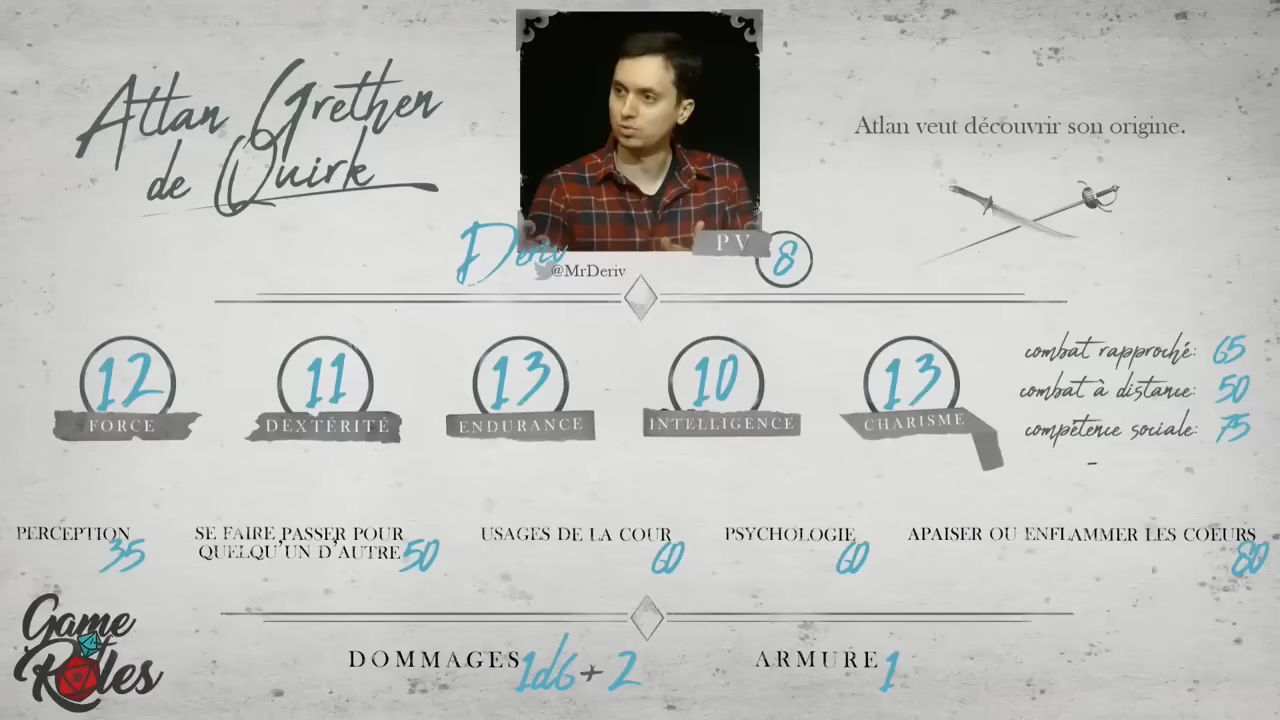 Atlan Grethen
de Quirk
Atlan veut découvrir son origine.
Deriv
@MrDeriv
PV 8
12
FORCE
11
DEXTÉRITÉ
13
ENDURANCE
10
INTELLIGENCE
13
CHARISME
combat rapproché: 65
combat à distance: 50
compétence sociale: 75
-
PERCEPTION 35
SE FAIRE PASSER POUR
QUELQU'UN D'AUTRE 50
USAGES DE LA COUR 60
PSYCHOLOGIE 60
APAISER OU ENFLAMMER LES COEURS 80
DOMMAGES 1d6 + 2
ARMURE 1
Game
of
Rôles